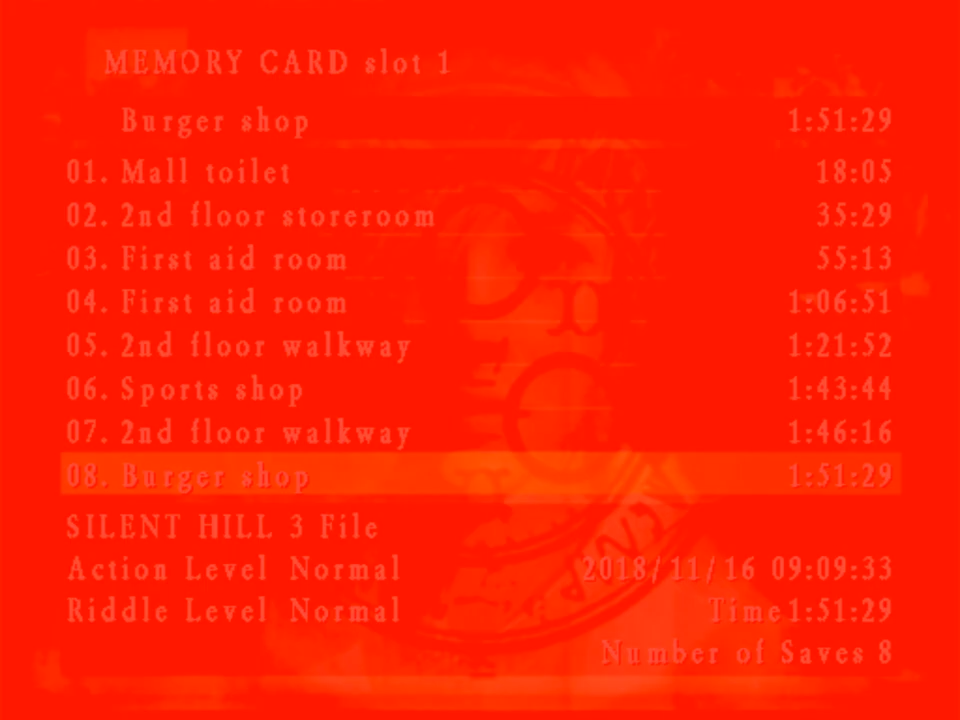 MEMORY CARD slot 1
Burger shop 1:51:29
01. Mall toilet 18:05
02. 2nd floor storeroom 35:29
03. First aid room 55:13
04. First aid room 1:06:51
05. 2nd floor walkway 1:21:52
06. Sports shop 1:43:44
07. 2nd floor walkway 1:46:16
08. Burger shop 1:51:29
SILENT HILL 3 File
Action Level Normal 2018/11/16 09:09:33
Riddle Level Normal Time 1:51:29
Number of Saves 8